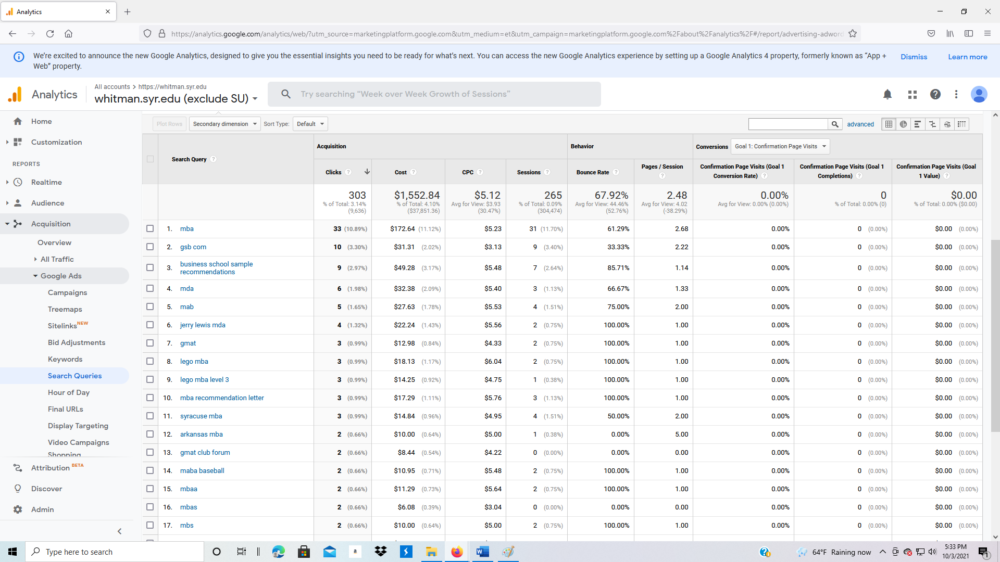 Analytics
https://analytics.google.com/analytics/web/?utm_source=marketingplatform.google.com&utm_medium=et&utm_campaign=marketingplatform.google.com%2Fabout%2Fanalytics%2F#/report/advertising-adword
We're excited to announce the new Google Analytics, designed to give you the essential insights you need to be ready for what's next. You can access the new Google Analytics experience by setting up a Google Analytics 4 property, formerly known as “App +
Web” property.
Dismiss
Learn more
Analytics
All accounts > https://whitman.syr.edu
whitman.syr.edu (exclude SU)
Try searching “Week over Week Growth of Sessions”
Home
Customization
REPORTS
Realtime
Audience
Acquisition
Overview
All Traffic
Google Ads
Campaigns
Treemaps
Sitelinks NEW
Bid Adjustments
Keywords
Search Queries
Hour of Day
Final URLs
Display Targeting
Video Campaigns
Shopping
Attribution BETA
Discover
Admin
Plot Rows Secondary dimension Sort Type: Default advanced
Acquisition Behavior Conversions Goal 1: Confirmation Page Visits
Search Query Clicks Cost CPC Sessions Bounce Rate Pages / Session Confirmation Page Visits (Goal 1 Conversion Rate) Confirmation Page Visits (Goal 1 Completions) Confirmation Page Visits (Goal 1 Value)
303 $1,552.84 $5.12 265 67.92% 2.48 0.00% 0 $0.00
% of Total: 3.14% % of Total: 4.10% Avg for View: $3.93 % of Total: 0.09% Avg for View: 44.46% Avg for View: 4.02 Avg for View: 0.00% (0.00%) % of Total: 0.00% (0) % of Total: 0.00% ($0.00)
(9,636) ($37,851.36) (30.47%) (304,474) (52.76%) (-38.29%)
1. mba 33 (10.89%) $172.64 (11.12%) $5.23 31 (11.70%) 61.29% 2.68 0.00% 0 (0.00%) $0.00 (0.00%)
2. gsb com 10 (3.30%) $31.31 (2.02%) $3.13 9 (3.40%) 33.33% 2.22 0.00% 0 (0.00%) $0.00 (0.00%)
3. business school sample recommendations 9 (2.97%) $49.28 (3.17%) $5.48 7 (2.64%) 85.71% 1.14 0.00% 0 (0.00%) $0.00 (0.00%)
4. mda 6 (1.98%) $32.38 (2.09%) $5.40 3 (1.13%) 66.67% 1.33 0.00% 0 (0.00%) $0.00 (0.00%)
5. mab 5 (1.65%) $27.63 (1.78%) $5.53 4 (1.51%) 75.00% 2.00 0.00% 0 (0.00%) $0.00 (0.00%)
6. jerry lewis mda 4 (1.32%) $22.24 (1.43%) $5.56 2 (0.75%) 100.00% 1.00 0.00% 0 (0.00%) $0.00 (0.00%)
7. gmat 3 (0.99%) $12.98 (0.84%) $4.33 2 (0.75%) 100.00% 1.00 0.00% 0 (0.00%) $0.00 (0.00%)
8. lego mba 3 (0.99%) $18.13 (1.17%) $6.04 2 (0.75%) 100.00% 1.00 0.00% 0 (0.00%) $0.00 (0.00%)
9. lego mba level 3 3 (0.99%) $14.25 (0.92%) $4.75 1 (0.38%) 100.00% 1.00 0.00% 0 (0.00%) $0.00 (0.00%)
10. mba recommendation letter 3 (0.99%) $17.29 (1.11%) $5.76 3 (1.13%) 100.00% 1.00 0.00% 0 (0.00%) $0.00 (0.00%)
11. syracuse mba 3 (0.99%) $14.84 (0.96%) $4.95 4 (1.51%) 50.00% 2.00 0.00% 0 (0.00%) $0.00 (0.00%)
12. arkansas mba 2 (0.66%) $10.00 (0.64%) $5.00 1 (0.38%) 0.00% 5.00 0.00% 0 (0.00%) $0.00 (0.00%)
13. gmat club forum 2 (0.66%) $8.44 (0.54%) $4.22 0 (0.00%) 0.00% 0.00 0.00% 0 (0.00%) $0.00 (0.00%)
14. maba baseball 2 (0.66%) $10.95 (0.71%) $5.48 2 (0.75%) 100.00% 1.00 0.00% 0 (0.00%) $0.00 (0.00%)
15. mbaa 2 (0.66%) $11.29 (0.73%) $5.64 2 (0.75%) 100.00% 1.00 0.00% 0 (0.00%) $0.00 (0.00%)
16. mbas 2 (0.66%) $6.08 (0.39%) $3.04 0 (0.00%) 0.00% 0.00 0.00% 0 (0.00%) $0.00 (0.00%)
17. mbs 2 (0.66%) $10.00 (0.64%) $5.00 2 (0.75%) 100.00% 1.00 0.00% 0 (0.00%) $0.00 (0.00%)
Type here to search
64°F Raining now
5:33 PM
10/3/2021
1